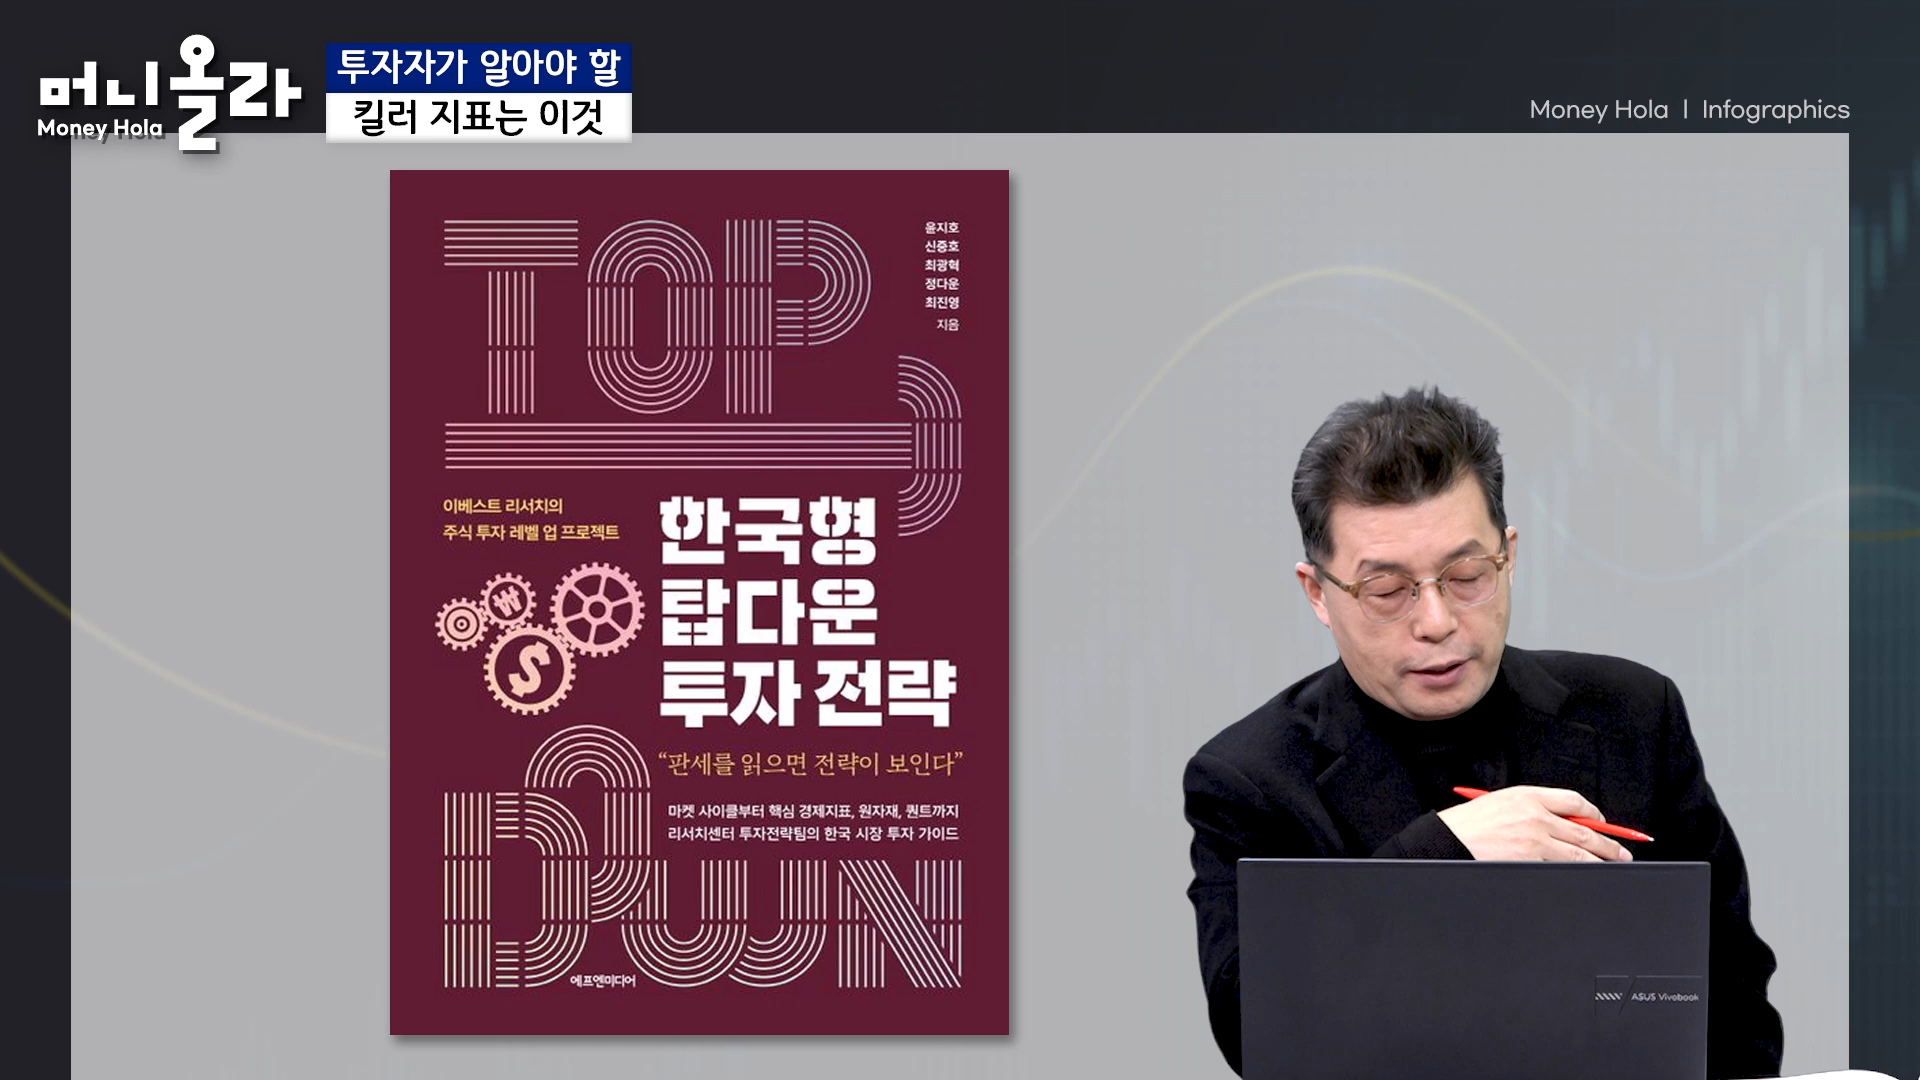 머니올라
Money Hola
투자자가 알아야 할
킬러 지표는 이것
Money Hola | Infographics
TOP
윤지호
신중호
최광혁
정다운
최진영
지음
이베스트 리서치의
주식 투자 레벨 업 프로젝트
한국형
탑다운
투자 전략
“판세를 읽으면 전략이 보인다”
마켓 사이클부터 핵심 경제지표, 원자재, 퀀트까지
리서치센터 투자전략팀의 한국 시장 투자 가이드
DOWN
에프엔미디어
ASUS Vivobook